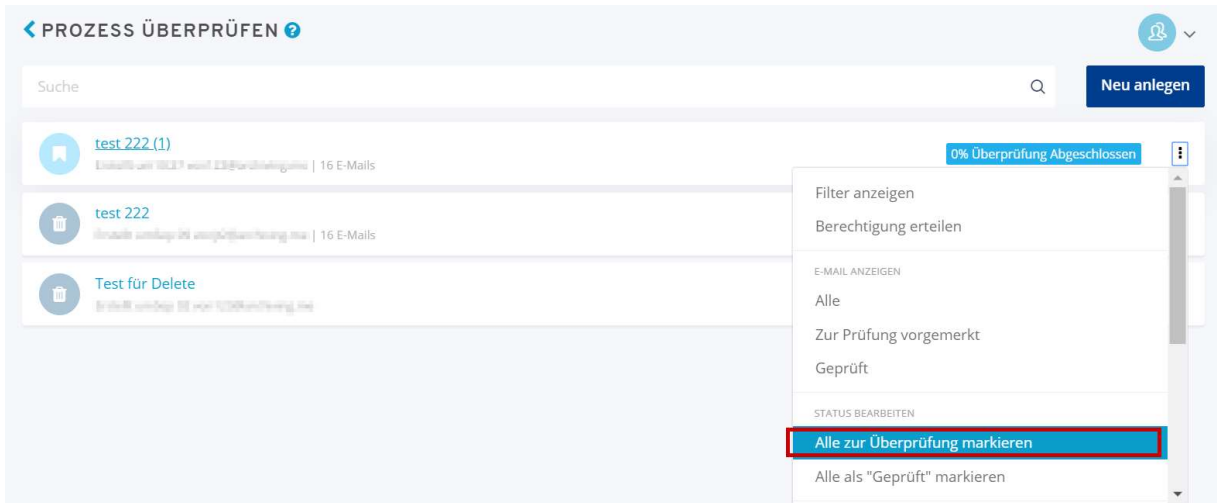 PROZESS ÜBERPRÜFEN ?
Suche
Neu anlegen
test 222 (1)
| 16 E-Mails
0% Überprüfung Abgeschlossen
test 222
| 16 E-Mails
Test für Delete
Filter anzeigen
Berechtigung erteilen
E-MAIL ANZEIGEN
Alle
Zur Prüfung vorgemerkt
Geprüft
STATUS BEARBEITEN
Alle zur Überprüfung markieren
Alle als "Geprüft" markieren